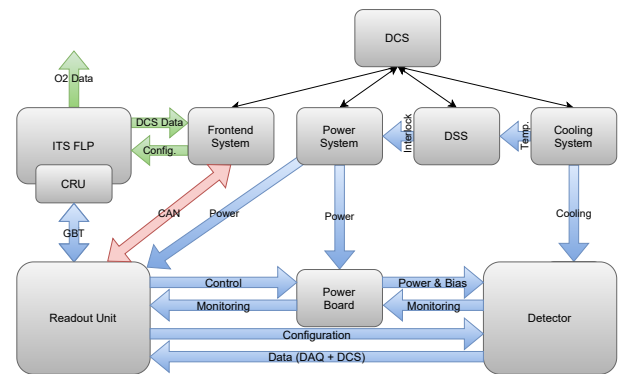 DCS
O2 Data
ITS FLP
CRU
DCS Data
Config.
Frontend
System
Power
System
Interlock
DSS
Temp.
Cooling
System
GBT
CAN
Power
Power
Cooling
Readout Unit
Control
Monitoring
Power
Board
Power & Bias
Monitoring
Configuration
Data (DAQ + DCS)
Detector